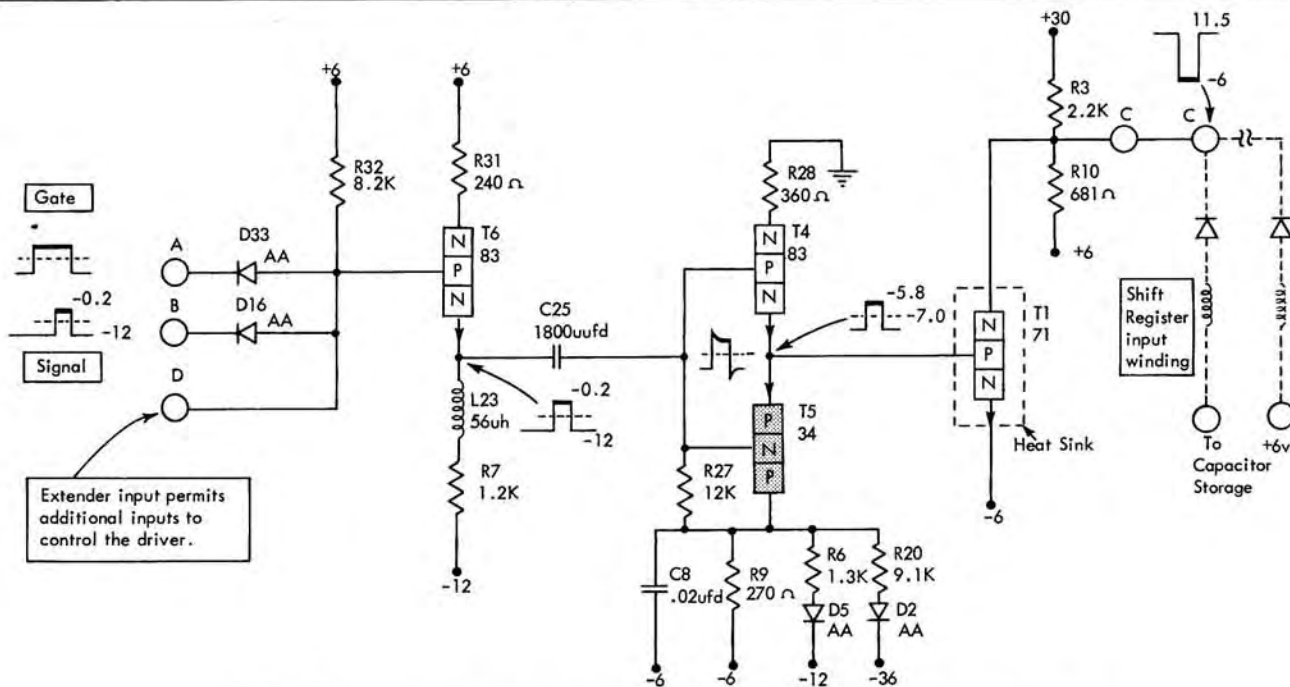 Gate
Signal
-0.2
-12
A
D33
AA
B
D16
AA
D
Extender input permits
additional inputs to
control the driver.
+6
R32
8.2K
+6
R31
240 Ω
N
P
N
T6
83
C25
1800uufd
L23
56uh
-0.2
-12
R7
1.2K
-12
R28
360 Ω
N
P
N
T4
83
-5.8
-7.0
P
N
P
T5
34
R27
12K
C8
.02ufd
-6
R9
270 Ω
-6
R6
1.3K
D5
AA
-12
R20
9.1K
D2
AA
-36
+30
R3
2.2K
R10
681Ω
+6
N
P
N
T1
71
Heat Sink
-6
11.5
-6
C
C
Shift
Register
input
winding
To
Capacitor
Storage
+6v